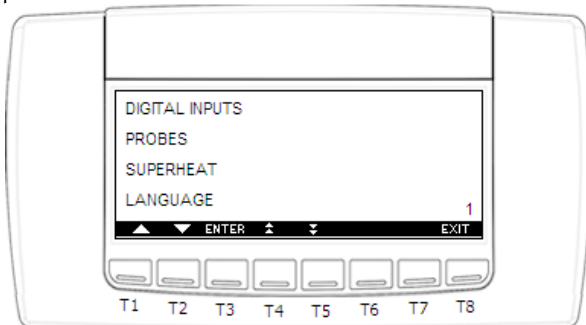 DIGITAL INPUTS
PROBES
SUPERHEAT
LANGUAGE
1
ENTER EXIT
T1 T2 T3 T4 T5 T6 T7 T8